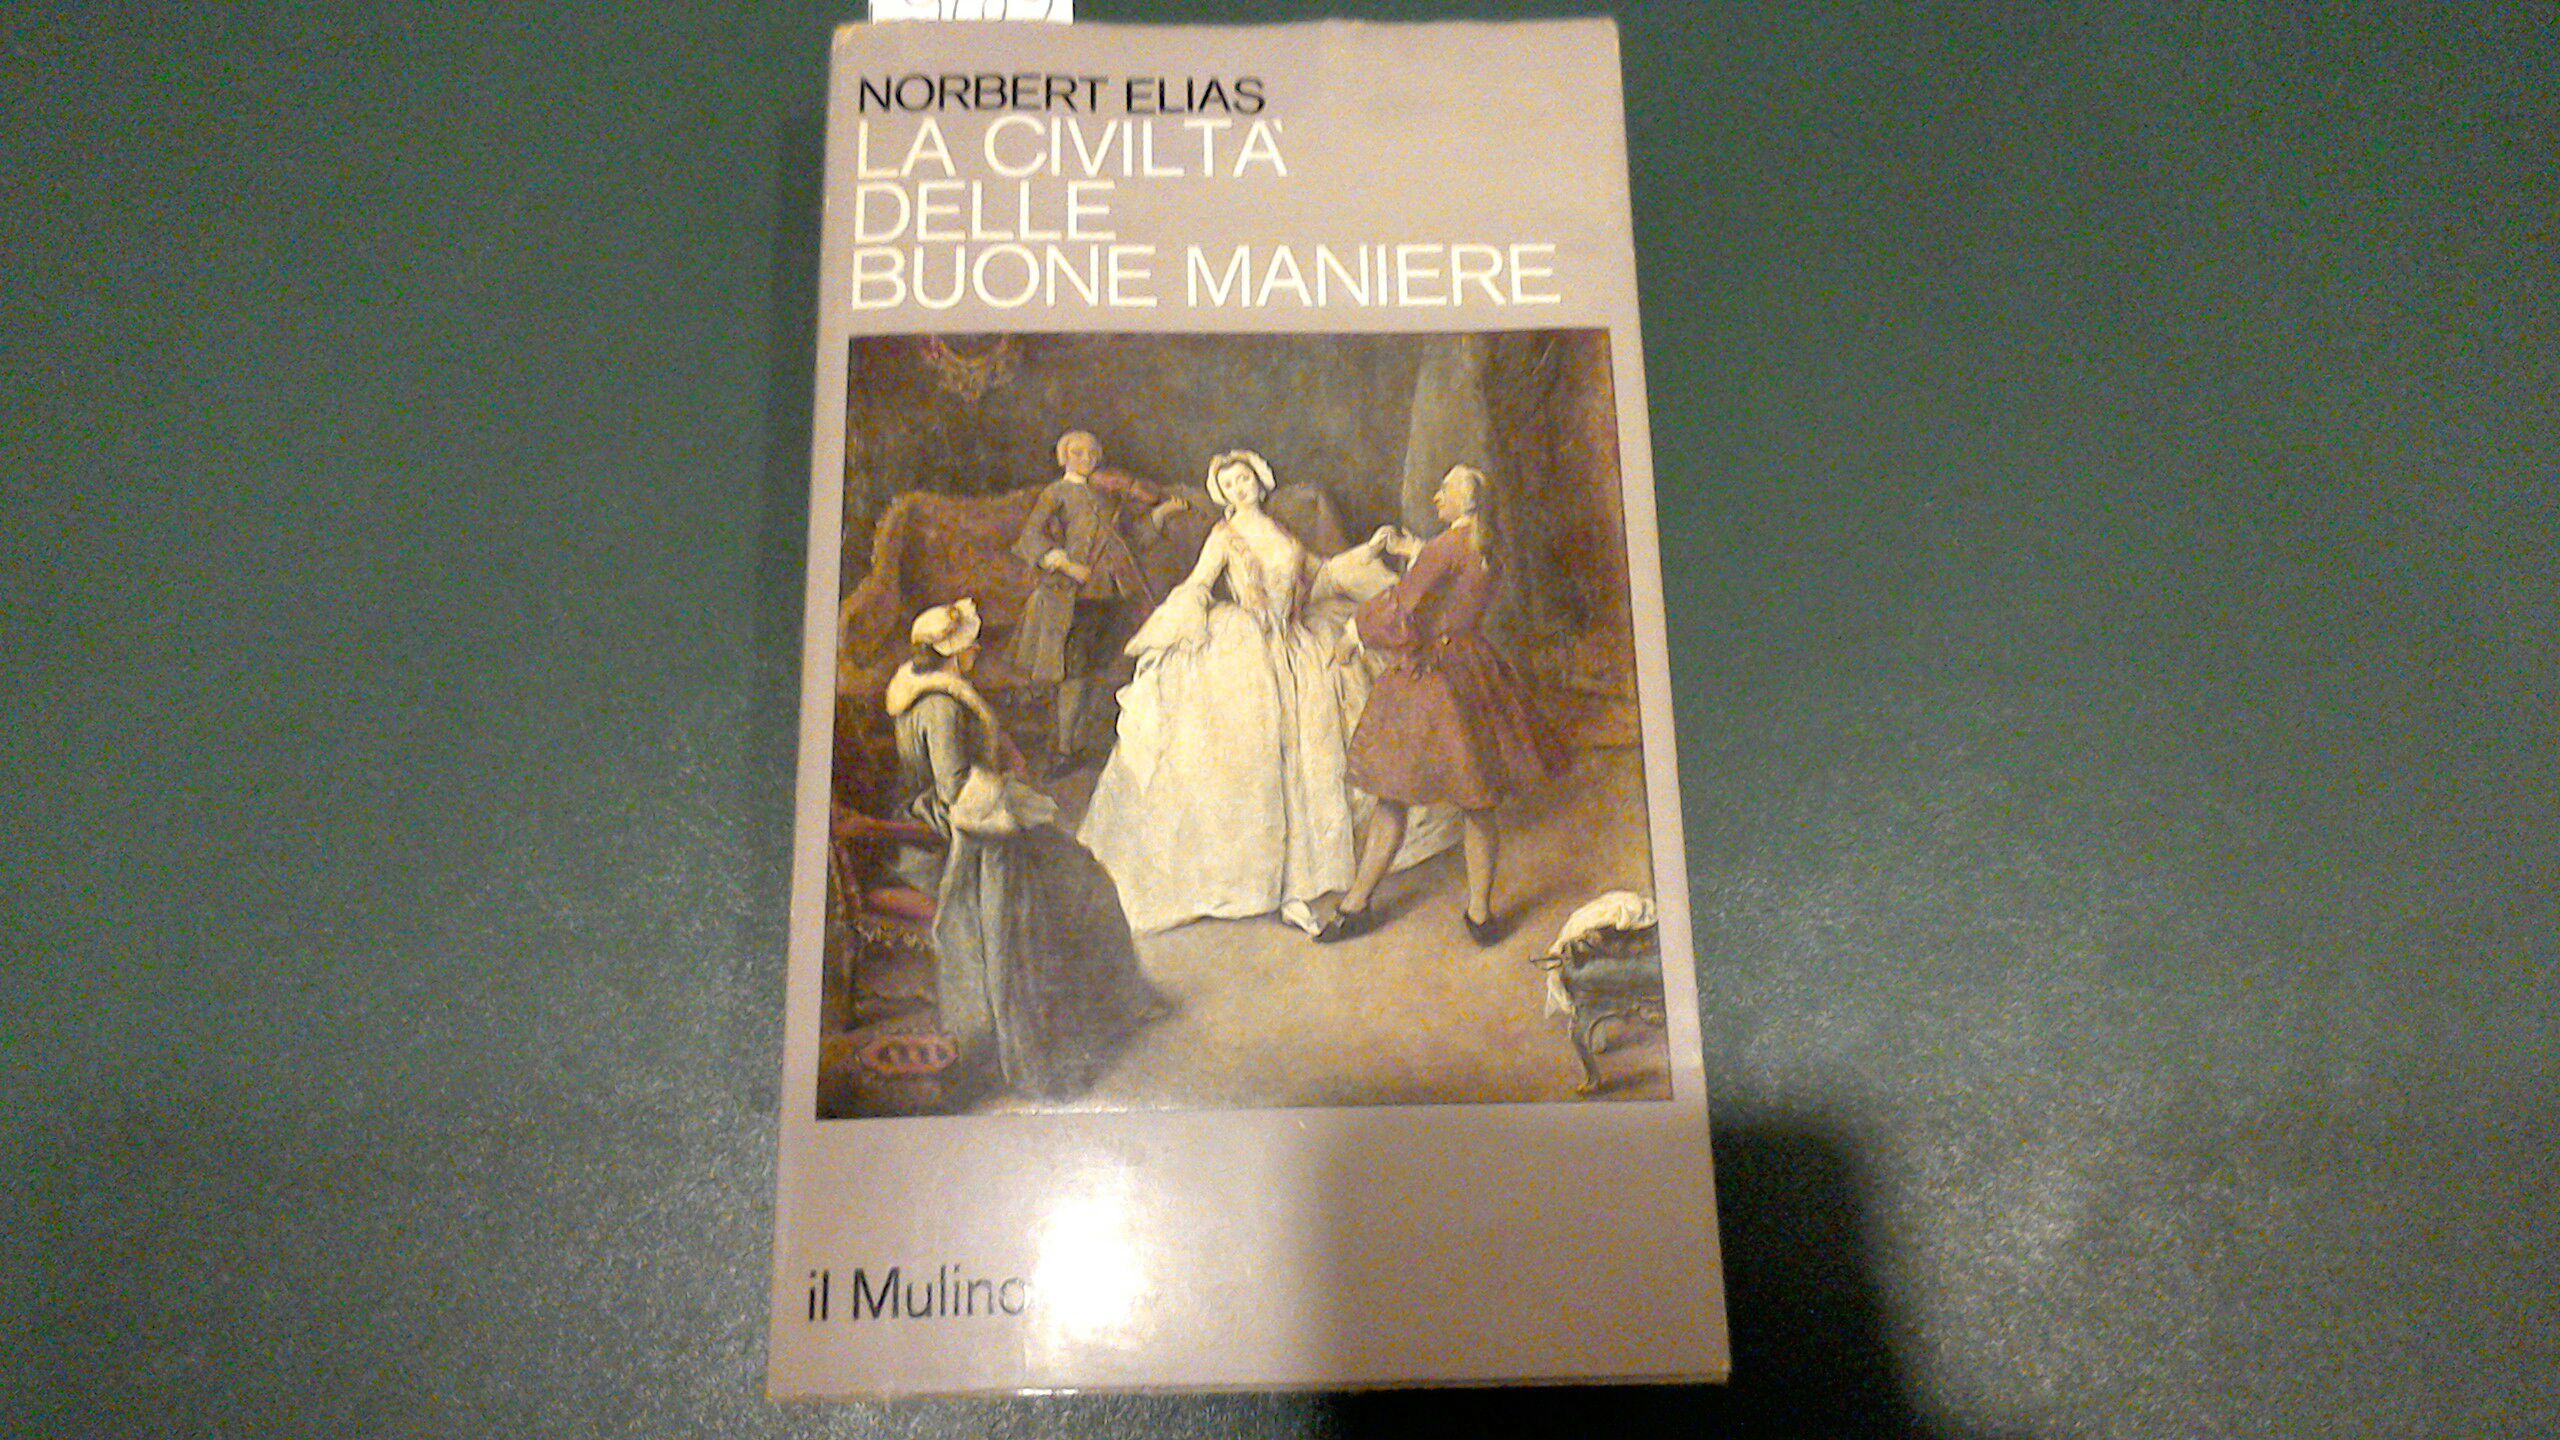 NORBERT ELIAS
LA CIVILTÀ
DELLE
BUONE MANIERE
il Mulino